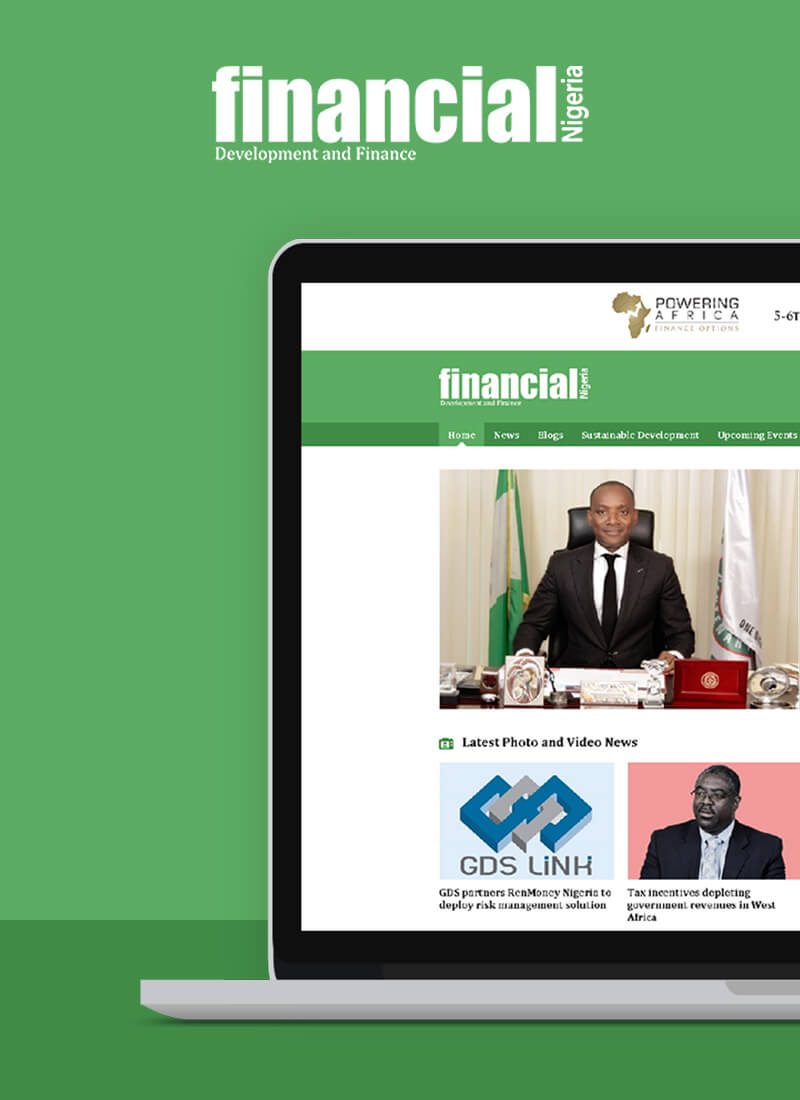 financial
Nigeria
Development and Finance
POWERING
AFRICA
FINANCE OPTIONS
5-6T
financial
Nigeria
Development and Finance
Home News Blogs Sustainable Development Upcoming Events
ONE
Latest Photo and Video News
GDS LiNK
GDS partners RenMoney Nigeria to
deploy risk management solution
Tax incentives depleting
government revenues in West
Africa